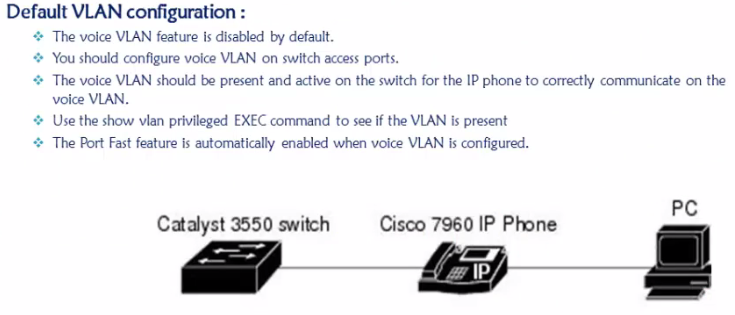 Default VLAN configuration :
❖ The voice VLAN feature is disabled by default.
❖ You should configure voice VLAN on switch access ports.
❖ The voice VLAN should be present and active on the switch for the IP phone to correctly communicate on the
voice VLAN.
❖ Use the show vlan privileged EXEC command to see if the VLAN is present
❖ The Port Fast feature is automatically enabled when voice VLAN is configured.
Catalyst 3550 switch
Cisco 7960 IP Phone
PC
IP